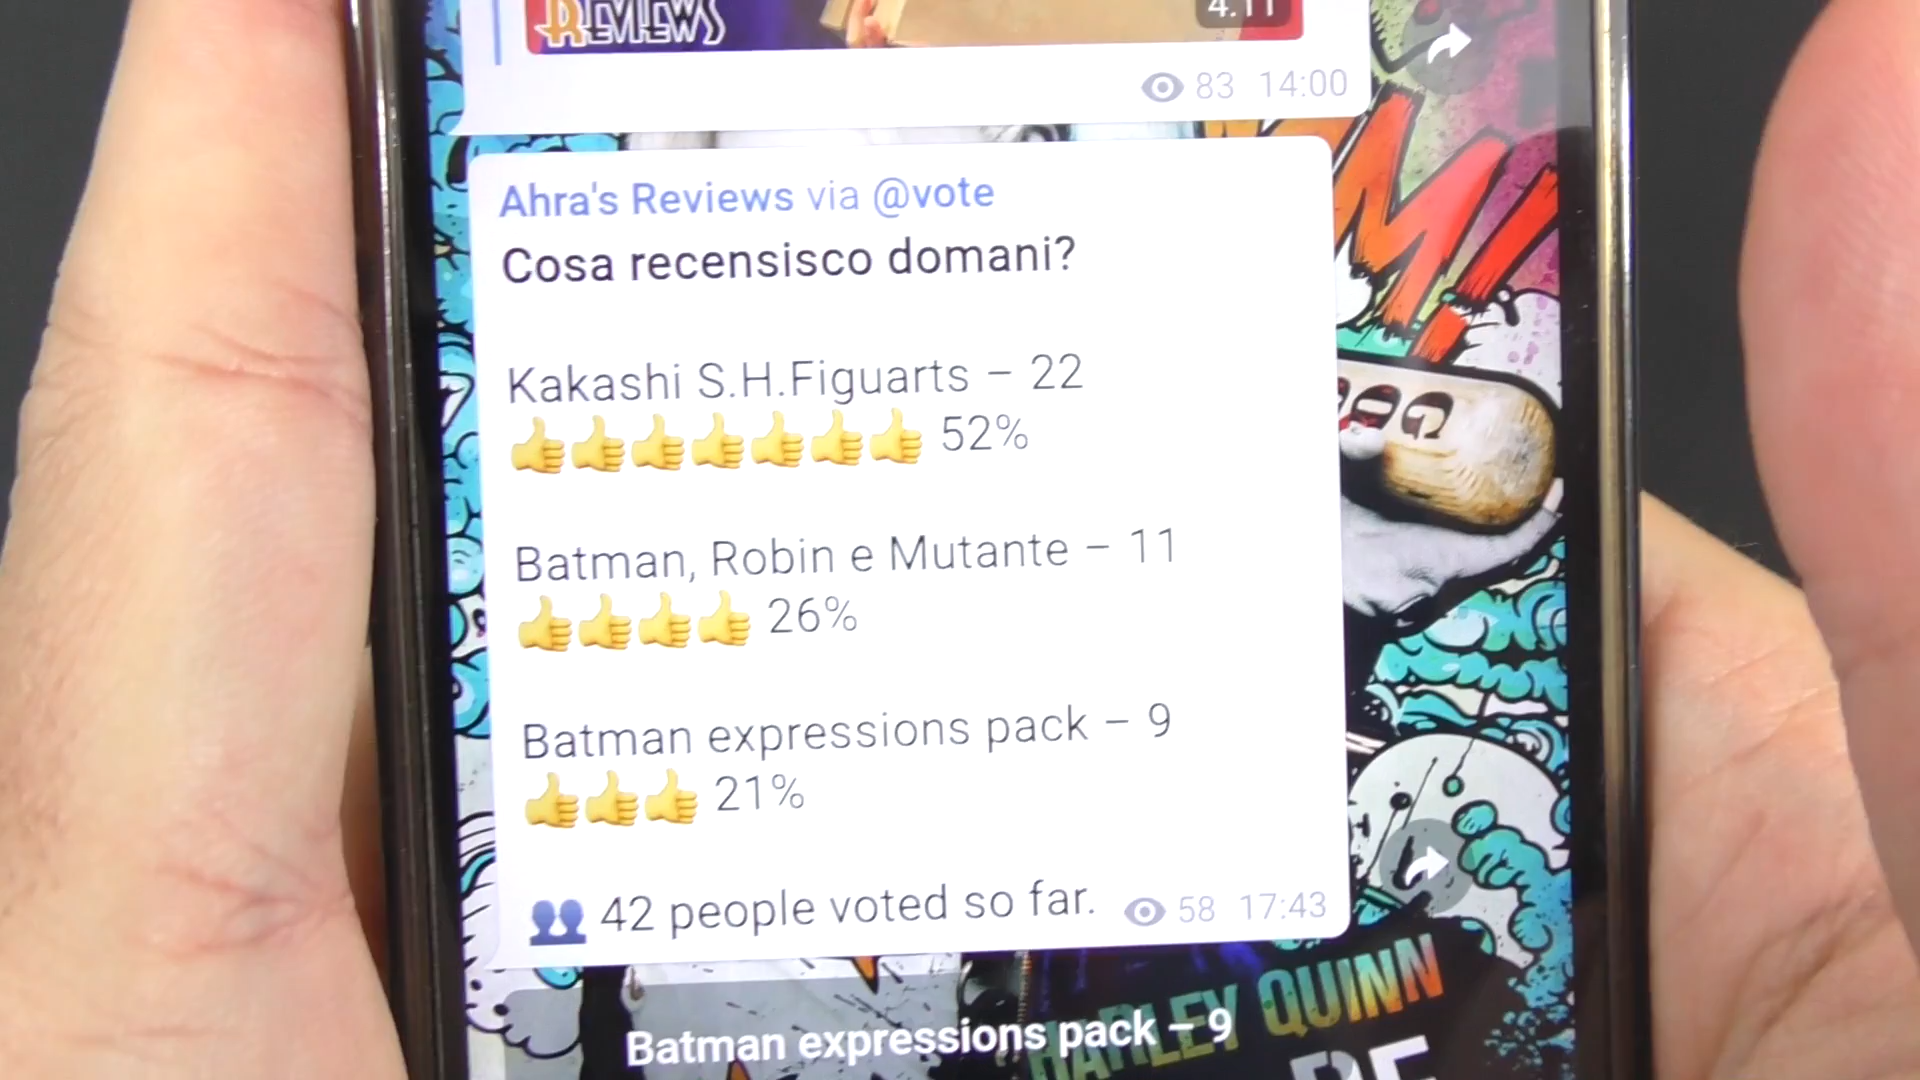 REVIEWS
4:11
83 14:00
Ahra's Reviews via @vote
Cosa recensisco domani?
Kakashi S.H.Figuarts – 22
👍👍👍👍👍👍👍 52%
Batman, Robin e Mutante – 11
👍👍👍👍 26%
Batman expressions pack – 9
👍👍👍 21%
👥 42 people voted so far. 58 17:43
HARLEY QUINN
Batman expressions pack – 9